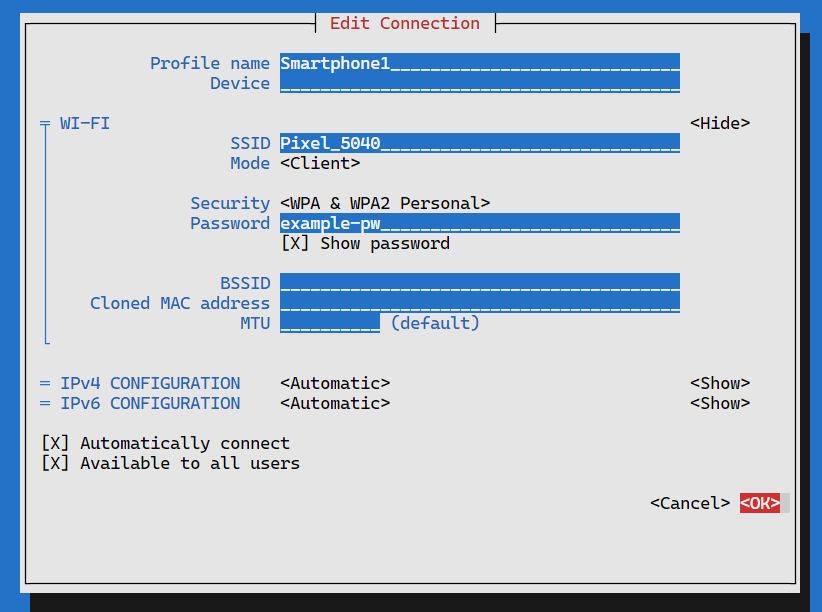 Edit Connection
Profile name Smartphone1
Device
WI-FI <Hide>
SSID Pixel_5040
Mode <Client>
Security <WPA & WPA2 Personal>
Password example-pw
[X] Show password
BSSID
Cloned MAC address
MTU (default)
= IPv4 CONFIGURATION <Automatic> <Show>
= IPv6 CONFIGURATION <Automatic> <Show>
[X] Automatically connect
[X] Available to all users
<Cancel> <OK>